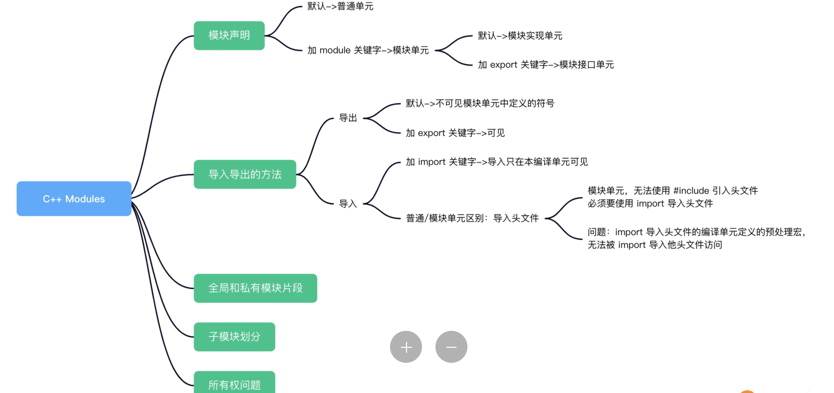 默认->普通单元
模块声明
加 module 关键字->模块单元
默认->模块实现单元
加 export 关键字->模块接口单元
默认->不可见模块单元中定义的符号
导出
加 export 关键字->可见
导入导出的方法
加 import 关键字->导入只在本编译单元可见
导入
普通/模块单元区别：导入头文件
模块单元，无法使用 #include 引入头文件
必须要使用 import 导入头文件
问题：import 导入头文件的编译单元定义的预处理宏，
无法被 import 导入他头文件访问
C++ Modules
全局和私有模块片段
子模块划分
所有权问题